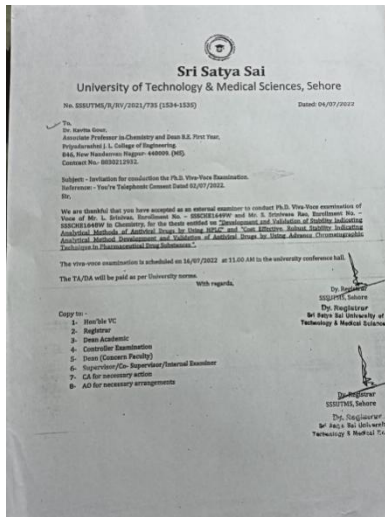 Sri Satya Sai
University of Technology & Medical Sciences, Sehore
No. SSSUTMS/R/RV/2021/735 (1534-1535) Dated: 04/07/2022
To,
Dr. Kavita Gour,
Associate Professor in Chemistry and Dean B.E. First Year,
Priyadarshni J. L. College of Engineering,
846, New Nandanvan Nagpur- 440009. (MS).
Contract No.- 8830212932.
Subject: - Invitation for conduction the Ph.D. Viva-Voce Examination.
Reference: - You're Telephonic Consent Dated 02/07/2022.
Sir,
We are thankful that you have accepted as an external examiner to conduct Ph.D. Viva-Voce examination of
Voce of Mr. L. Srinivas, Enrollment No. – SSSCHE1649W and Mr. S. Srinivasa Rao, Enrollment No. -
SSSCHE1648W in Chemistry, for the thesis entitled on "Development and Validation of Stability Indicating
Analytical Methods of Antiviral Drugs by Using HPLC" and "Cost Effective, Robust Stability Indicating
Analytical Method Development and Validation of Antiviral Drugs by Using Advance Chromatographic
Technique in Pharmaceutical Drug Substances".
The viva-voce examination is scheduled on 16/07/2022 at 11.00 AM in the university conference hall.
The TA/DA will be paid as per University norms.
With regards,
Dy. Registrar
SSSUTMS, Sehore
Dy. Registrar
Sri Satya Sai University of
Technology & Medical Science
Copy to: -
1- Hon'ble VC
2- Registrar
3- Dean Academic
4- Controller Examination
5- Dean (Concern Faculty)
6- Supervisor/Co- Supervisor/Internal Examiner
7- CA for necessary action
8- AO for necessary arrangements
Dy. Registrar
SSSUTMS, Sehore
Dy. Registrar
Sri Satya Sai Universit
Technology & Medical